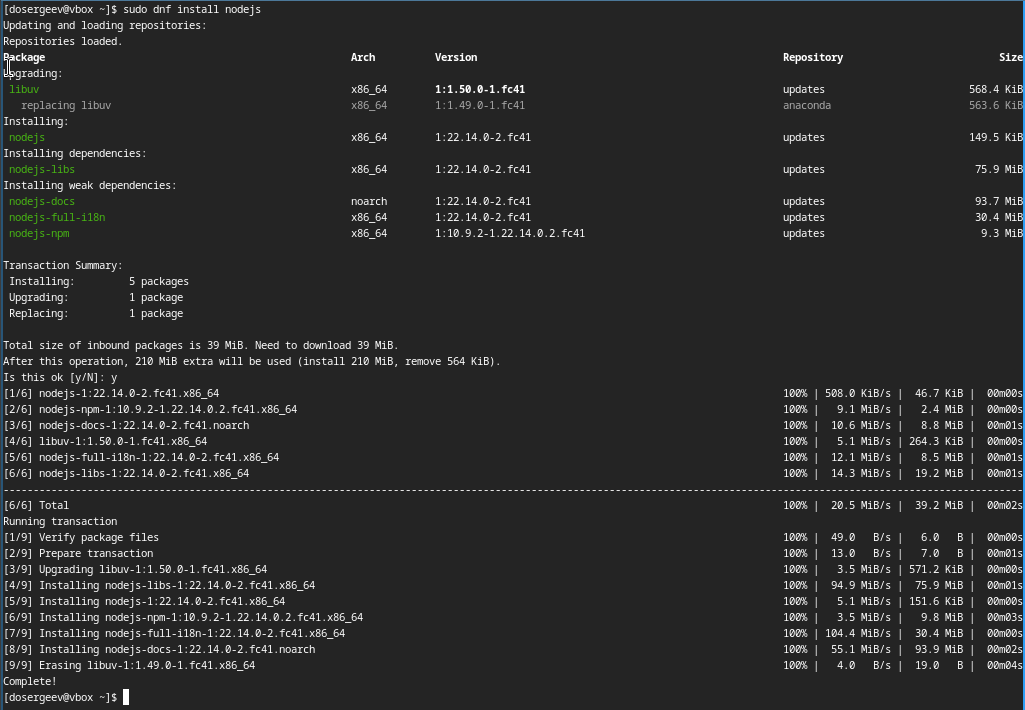 [dosergeev@vbox ~]$ sudo dnf install nodejs
Updating and loading repositories:
Repositories loaded.
Package Arch Version Repository Size
Upgrading:
libuv x86_64 1:1.50.0-1.fc41 updates 568.4 KiB
replacing libuv x86_64 1:1.49.0-1.fc41 anaconda 563.6 KiB
Installing:
nodejs x86_64 1:22.14.0-2.fc41 updates 149.5 KiB
Installing dependencies:
nodejs-libs x86_64 1:22.14.0-2.fc41 updates 75.9 MiB
Installing weak dependencies:
nodejs-docs noarch 1:22.14.0-2.fc41 updates 93.7 MiB
nodejs-full-i18n x86_64 1:22.14.0-2.fc41 updates 30.4 MiB
nodejs-npm x86_64 1:10.9.2-1.22.14.0.2.fc41 updates 9.3 MiB
Transaction Summary:
Installing: 5 packages
Upgrading: 1 package
Replacing: 1 package
Total size of inbound packages is 39 MiB. Need to download 39 MiB.
After this operation, 210 MiB extra will be used (install 210 MiB, remove 564 KiB).
Is this ok [y/N]: y
[1/6] nodejs-1:22.14.0-2.fc41.x86_64 100% | 508.0 KiB/s | 46.7 KiB | 00m00s
[2/6] nodejs-npm-1:10.9.2-1.22.14.0.2.fc41.x86_64 100% | 9.1 MiB/s | 2.4 MiB | 00m00s
[3/6] nodejs-docs-1:22.14.0-2.fc41.noarch 100% | 10.6 MiB/s | 8.8 MiB | 00m01s
[4/6] libuv-1:1.50.0-1.fc41.x86_64 100% | 5.1 MiB/s | 264.3 KiB | 00m00s
[5/6] nodejs-full-i18n-1:22.14.0-2.fc41.x86_64 100% | 12.1 MiB/s | 8.5 MiB | 00m01s
[6/6] nodejs-libs-1:22.14.0-2.fc41.x86_64 100% | 14.3 MiB/s | 19.2 MiB | 00m01s
[6/6] Total 100% | 20.5 MiB/s | 39.2 MiB | 00m02s
Running transaction
[1/9] Verify package files 100% | 49.0 B/s | 6.0 B | 00m00s
[2/9] Prepare transaction 100% | 13.0 B/s | 7.0 B | 00m01s
[3/9] Upgrading libuv-1:1.50.0-1.fc41.x86_64 100% | 3.5 MiB/s | 571.2 KiB | 00m00s
[4/9] Installing nodejs-libs-1:22.14.0-2.fc41.x86_64 100% | 94.9 MiB/s | 75.9 MiB | 00m01s
[5/9] Installing nodejs-1:22.14.0-2.fc41.x86_64 100% | 5.1 MiB/s | 151.6 KiB | 00m00s
[6/9] Installing nodejs-npm-1:10.9.2-1.22.14.0.2.fc41.x86_64 100% | 3.5 MiB/s | 9.8 MiB | 00m03s
[7/9] Installing nodejs-full-i18n-1:22.14.0-2.fc41.x86_64 100% | 104.4 MiB/s | 30.4 MiB | 00m00s
[8/9] Installing nodejs-docs-1:22.14.0-2.fc41.noarch 100% | 55.1 MiB/s | 93.9 MiB | 00m02s
[9/9] Erasing libuv-1:1.49.0-1.fc41.x86_64 100% | 4.0 B/s | 19.0 B | 00m04s
Complete!
[dosergeev@vbox ~]$